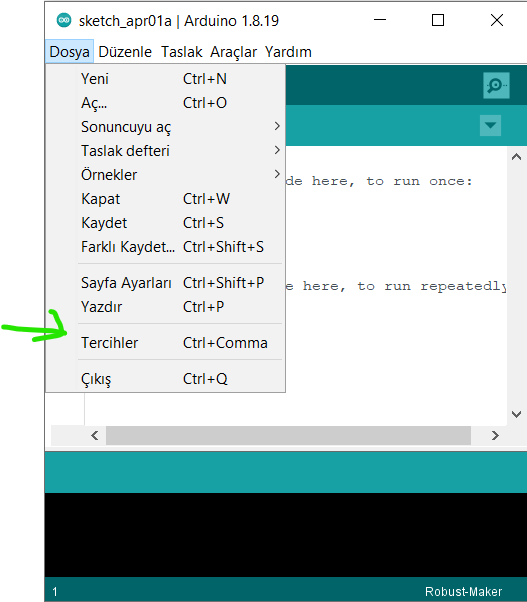 sketch_apr01a | Arduino 1.8.19
Dosya Düzenle Taslak Araçlar Yardım
Yeni Ctrl+N
Aç... Ctrl+O
Sonuncuyu aç
Taslak defteri
Örnekler
de here, to run once:
Kapat Ctrl+W
Kaydet Ctrl+S
Farklı Kaydet... Ctrl+Shift+S
Sayfa Ayarları Ctrl+Shift+P
e here, to run repeatedly
Yazdır Ctrl+P
Tercihler Ctrl+Comma
Çıkış Ctrl+Q
1 Robust-Maker